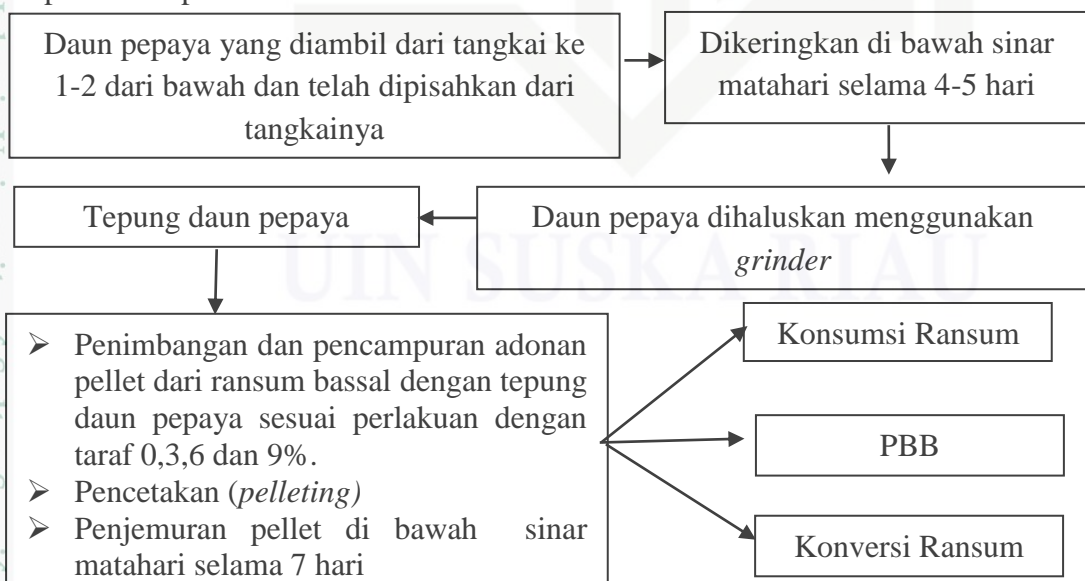 Daun pepaya yang diambil dari tangkai ke
1-2 dari bawah dan telah dipisahkan dari
tangkainya
Dikeringkan di bawah sinar
matahari selama 4-5 hari
Daun pepaya dihaluskan menggunakan
grinder
Tepung daun pepaya
UIN SUSKA RIAU
➢ Penimbangan dan pencampuran adonan
pellet dari ransum bassal dengan tepung
daun pepaya sesuai perlakuan dengan
taraf 0,3,6 dan 9%.
➢ Pencetakan (pelleting)
➢ Penjemuran pellet di bawah sinar
matahari selama 7 hari
Konsumsi Ransum
PBB
Konversi Ransum